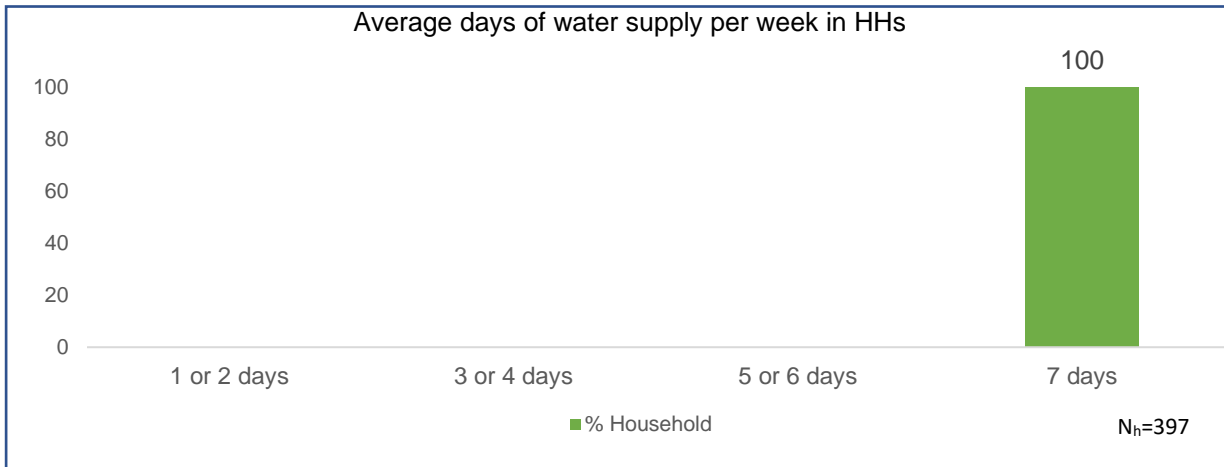 Average days of water supply per week in HHs
100
100
80
60
40
20
0
1 or 2 days 3 or 4 days 5 or 6 days 7 days
% Household
Nₕ=397